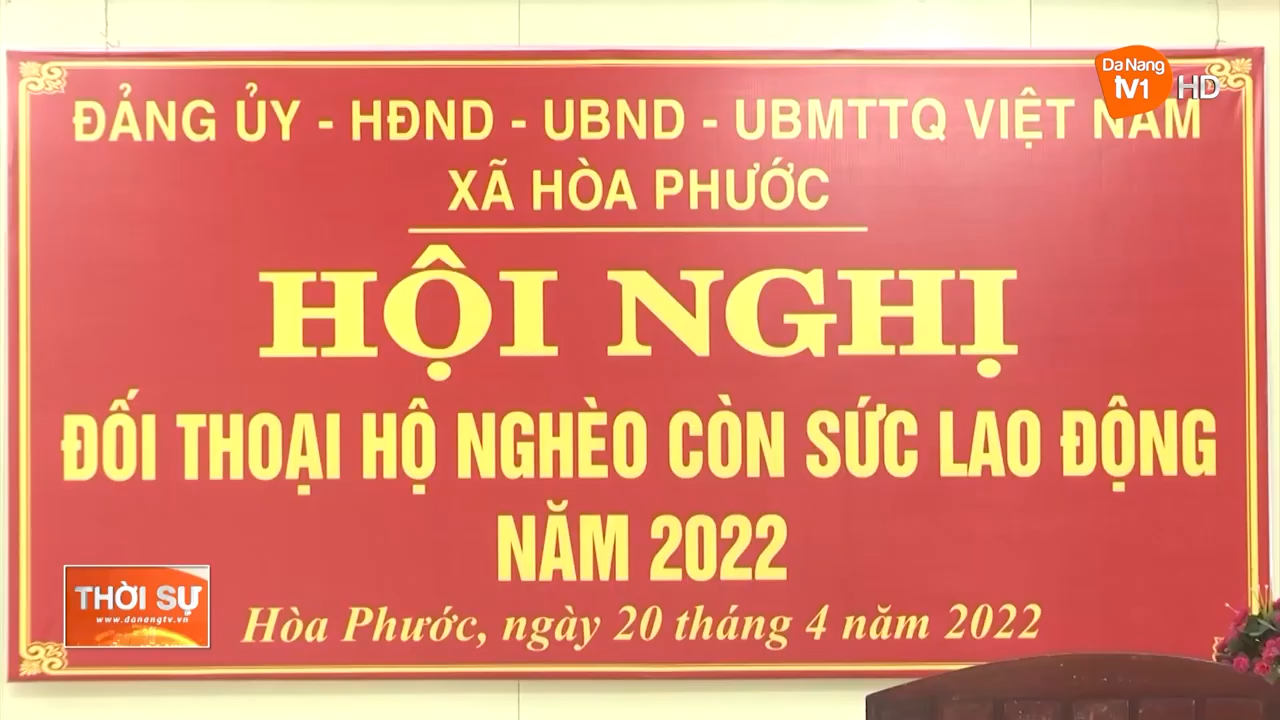 Da Nang
TV1 HD
ĐẢNG ỦY - HĐND - UBND - UBMTTQ VIỆT NAM
XÃ HÒA PHƯỚC
HỘI NGHỊ
ĐỐI THOẠI HỘ NGHÈO CÒN SỨC LAO ĐỘNG
NĂM 2022
Hòa Phước, ngày 20 tháng 4 năm 2022
THỜI SỰ
www.danangtv.vn